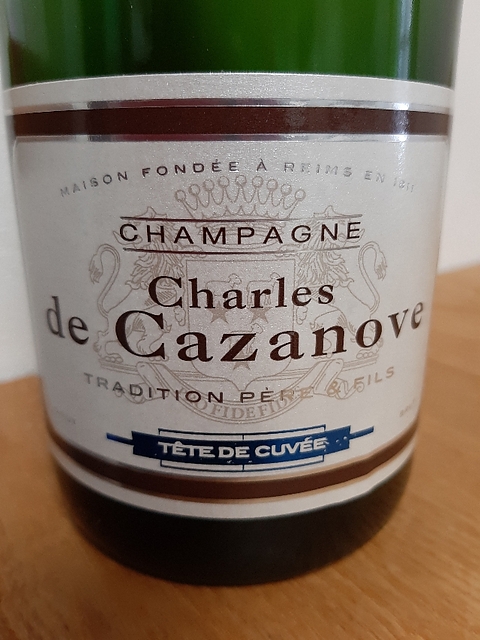 MAISON FONDÉE À REIMS EN 1811
CHAMPAGNE
Charles
de Cazanove
TRADITION PÈRE & FILS
TÊTE DE CUVÉE